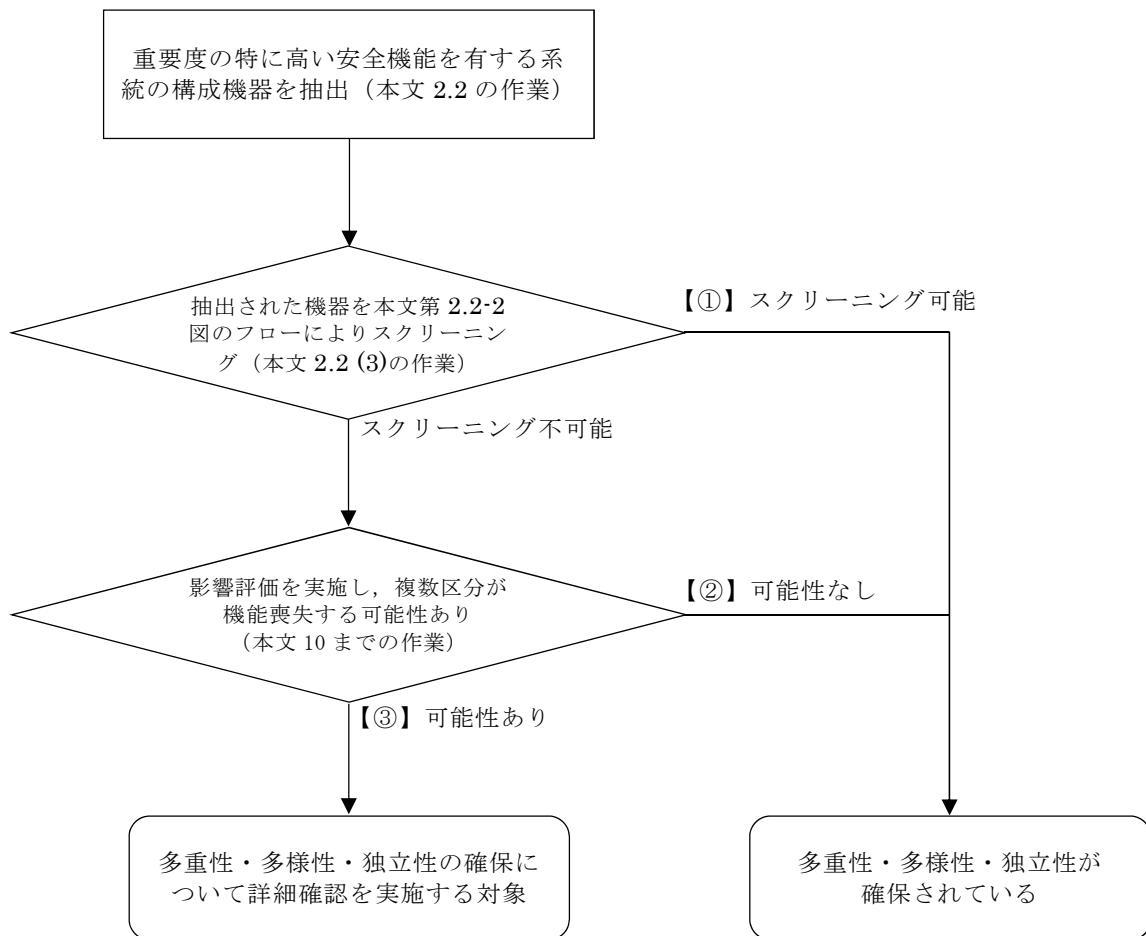 重要度の特に高い安全機能を有する系
統の構成機器を抽出（本文 2.2 の作業）
抽出された機器を本文第 2.2-2
図のフローによりスクリーニン
グ（本文 2.2 (3)の作業）
【①】スクリーニング可能
スクリーニング不可能
影響評価を実施し，複数区分が
機能喪失する可能性あり
（本文 10 までの作業）
【②】可能性なし
【③】可能性あり
多重性・多様性・独立性の確保に
ついて詳細確認を実施する対象
多重性・多様性・独立性が
確保されている